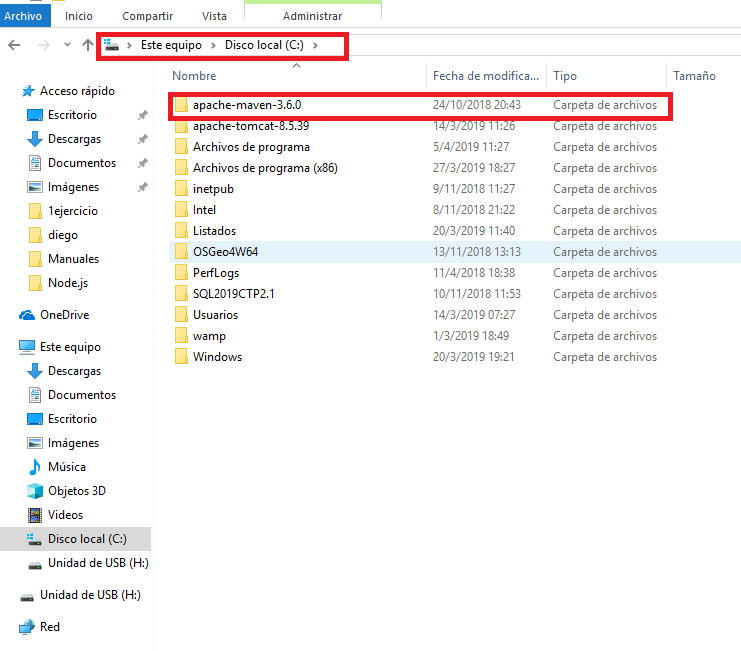 Archivo Inicio Compartir Vista Administrar
Este equipo Disco local (C:)
Nombre Fecha de modifica... Tipo Tamaño
Acceso rápido
Escritorio
Descargas
Documentos
Imágenes
1ejercicio
diego
Manuales
Node.js
OneDrive
Este equipo
Descargas
Documentos
Escritorio
Imágenes
Música
Objetos 3D
Videos
Disco local (C:)
Unidad de USB (H:)
Unidad de USB (H:)
Red
apache-maven-3.6.0 24/10/2018 20:43 Carpeta de archivos
apache-tomcat-8.5.39 14/3/2019 11:26 Carpeta de archivos
Archivos de programa 5/4/2019 11:27 Carpeta de archivos
Archivos de programa (x86) 27/3/2019 18:27 Carpeta de archivos
inetpub 9/11/2018 11:27 Carpeta de archivos
Intel 8/11/2018 21:22 Carpeta de archivos
Listados 20/3/2019 11:40 Carpeta de archivos
OSGeo4W64 13/11/2018 13:13 Carpeta de archivos
PerfLogs 11/4/2018 18:38 Carpeta de archivos
SQL2019CTP2.1 10/11/2018 11:53 Carpeta de archivos
Usuarios 14/3/2019 07:27 Carpeta de archivos
wamp 1/3/2019 18:49 Carpeta de archivos
Windows 20/3/2019 19:21 Carpeta de archivos